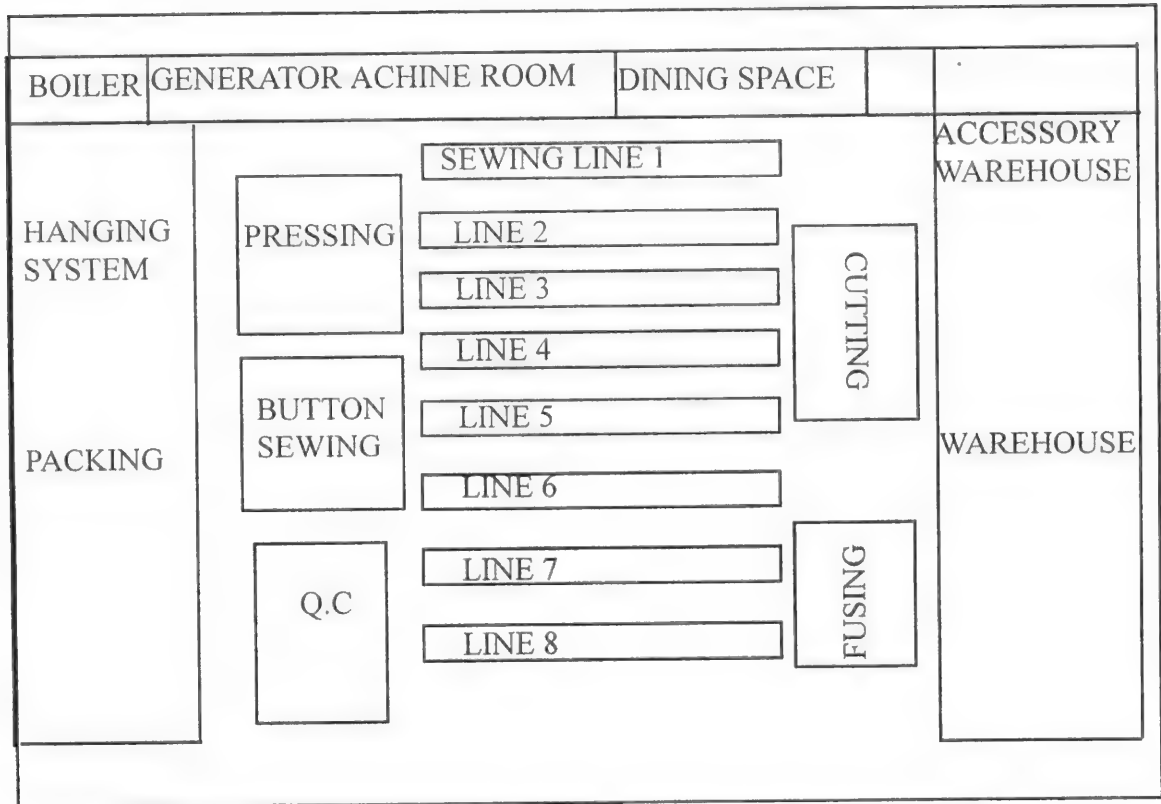 BOILER
GENERATOR ACHINE ROOM
DINING SPACE
ACCESSORY
WAREHOUSE
SEWING LINE 1
HANGING
SYSTEM
PRESSING
LINE 2
LINE 3
CUTTING
LINE 4
BUTTON
SEWING
LINE 5
PACKING
WAREHOUSE
LINE 6
LINE 7
FUSING
Q.C
LINE 8